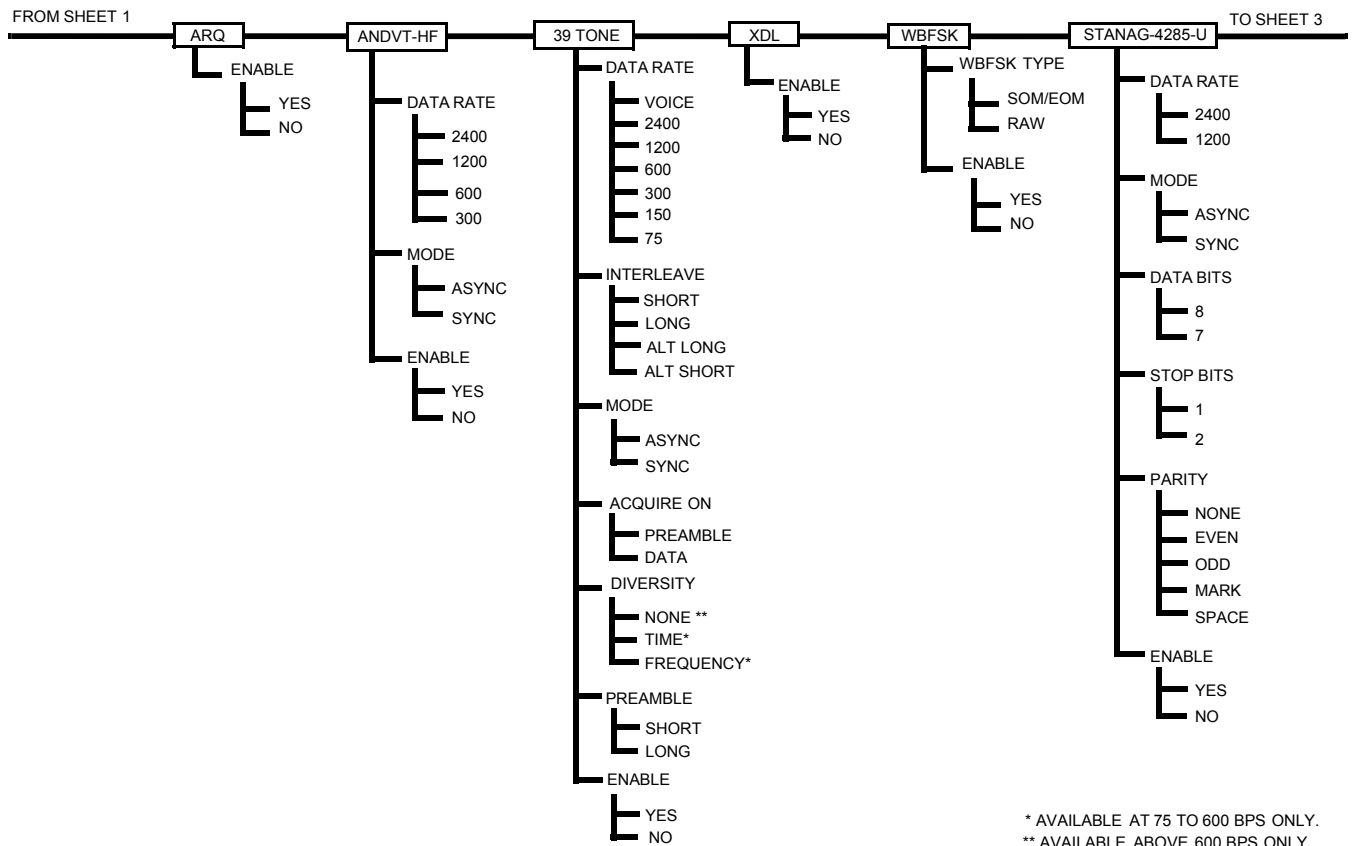 FROM SHEET 1
TO SHEET 3
ARQ
ENABLE
YES
NO
ANDVT-HF
DATA RATE
2400
1200
600
300
MODE
ASYNC
SYNC
ENABLE
YES
NO
39 TONE
DATA RATE
VOICE
2400
1200
600
300
150
75
INTERLEAVE
SHORT
LONG
ALT LONG
ALT SHORT
MODE
ASYNC
SYNC
ACQUIRE ON
PREAMBLE
DATA
DIVERSITY
NONE **
TIME*
FREQUENCY*
PREAMBLE
SHORT
LONG
ENABLE
YES
NO
XDL
ENABLE
YES
NO
WBFSK
WBFSK TYPE
SOM/EOM
RAW
ENABLE
YES
NO
STANAG-4285-U
DATA RATE
2400
1200
MODE
ASYNC
SYNC
DATA BITS
8
7
STOP BITS
1
2
PARITY
NONE
EVEN
ODD
MARK
SPACE
ENABLE
YES
NO
* AVAILABLE AT 75 TO 600 BPS ONLY.
** AVAILABLE ABOVE 600 BPS ONLY